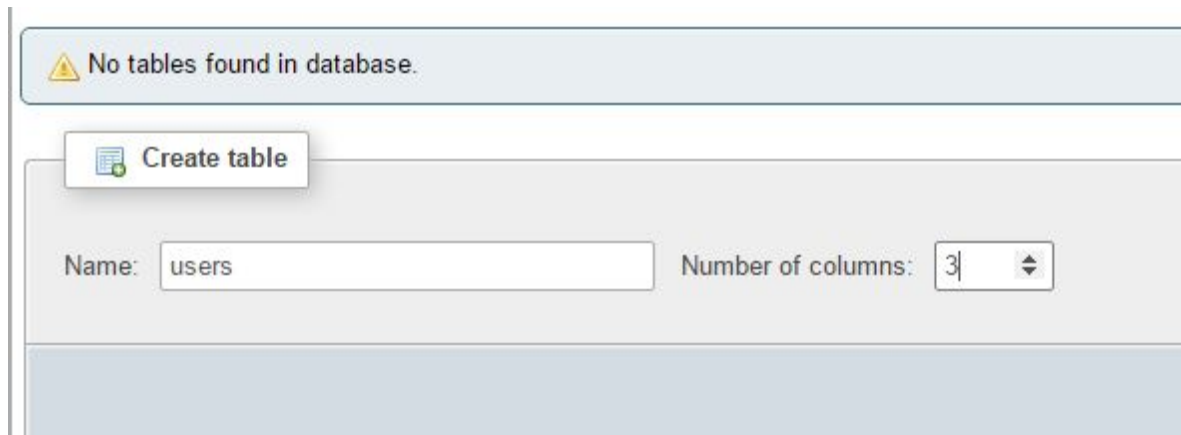 No tables found in database.
Create table
Name: users Number of columns: 3